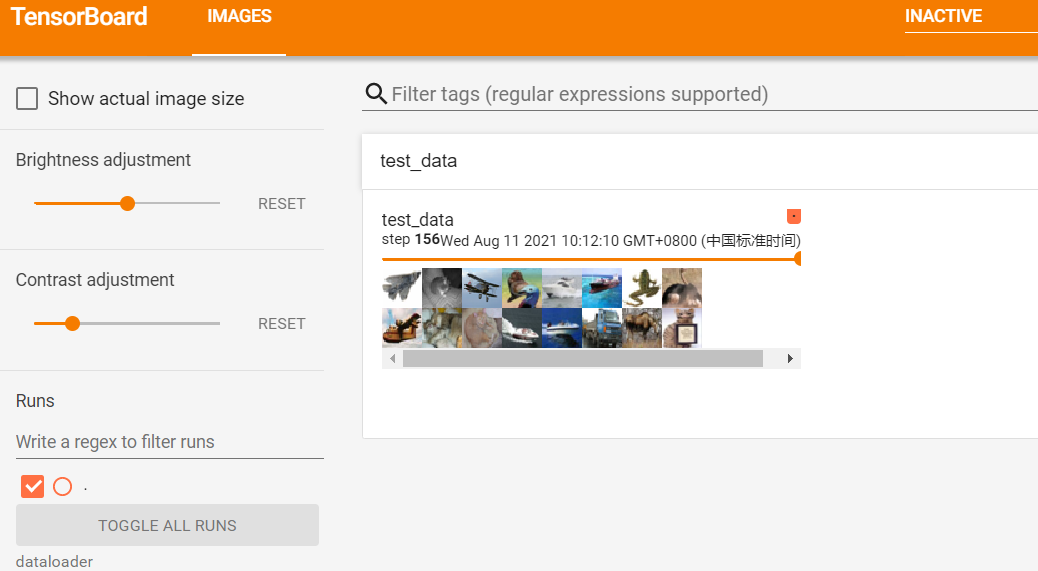 TensorBoard IMAGES INACTIVE
Show actual image size
Filter tags (regular expressions supported)
Brightness adjustment
RESET
Contrast adjustment
RESET
Runs
Write a regex to filter runs
.
TOGGLE ALL RUNS
dataloader
test_data
test_data
step 156Wed Aug 11 2021 10:12:10 GMT+0800 (中国标准时间)